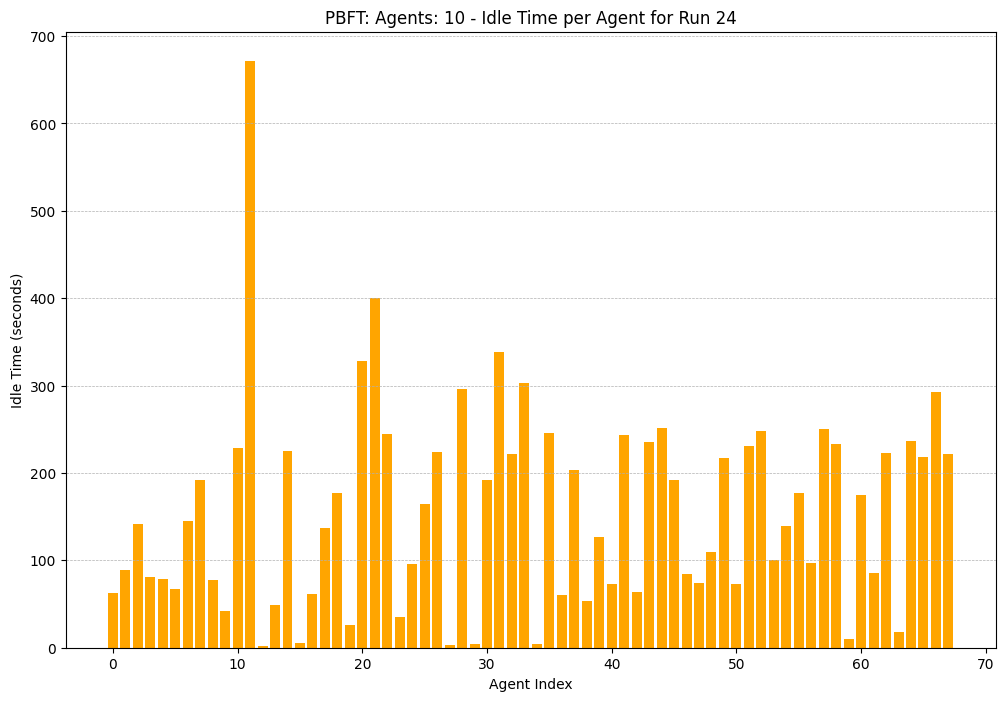 PBFT: Agents: 10 - Idle Time per Agent for Run 24
700
600
500
400
300
200
100
0
Idle Time (seconds)
0 10 20 30 40 50 60 70
Agent Index